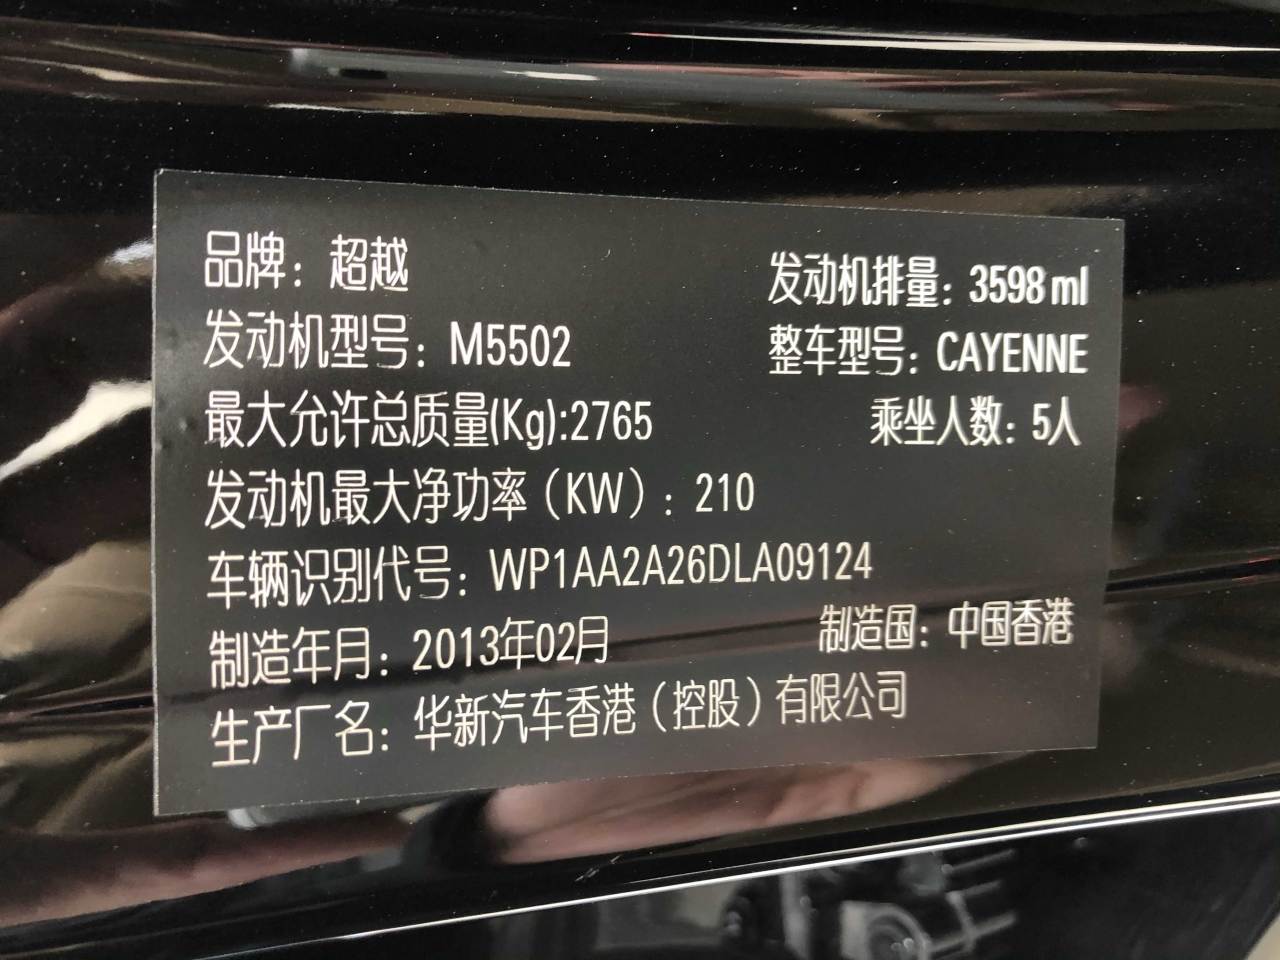 品牌：超越 发动机排量：3598ml
发动机型号：M5502 整车型号：CAYENNE
最大允许总质量(Kg):2765 乘坐人数：5人
发动机最大净功率（KW）：210
车辆识别代号：WP1AA2A26DLA09124
制造年月：2013年02月 制造国：中国香港
生产厂名：华新汽车香港（控股）有限公司